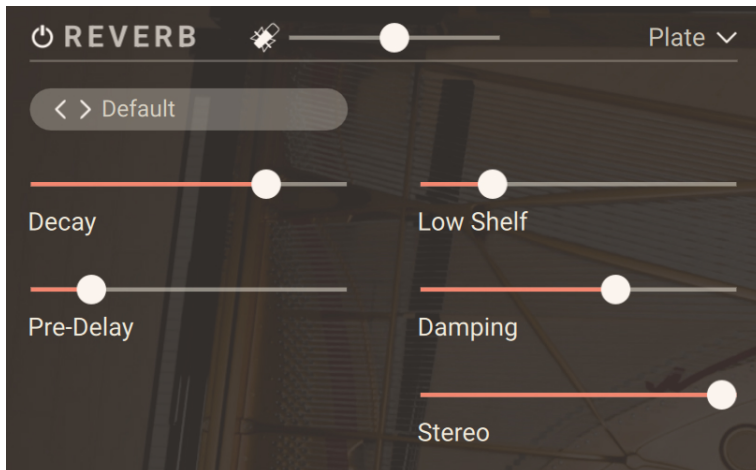 REVERB Plate
Default
Decay Low Shelf
Pre-Delay Damping
Stereo